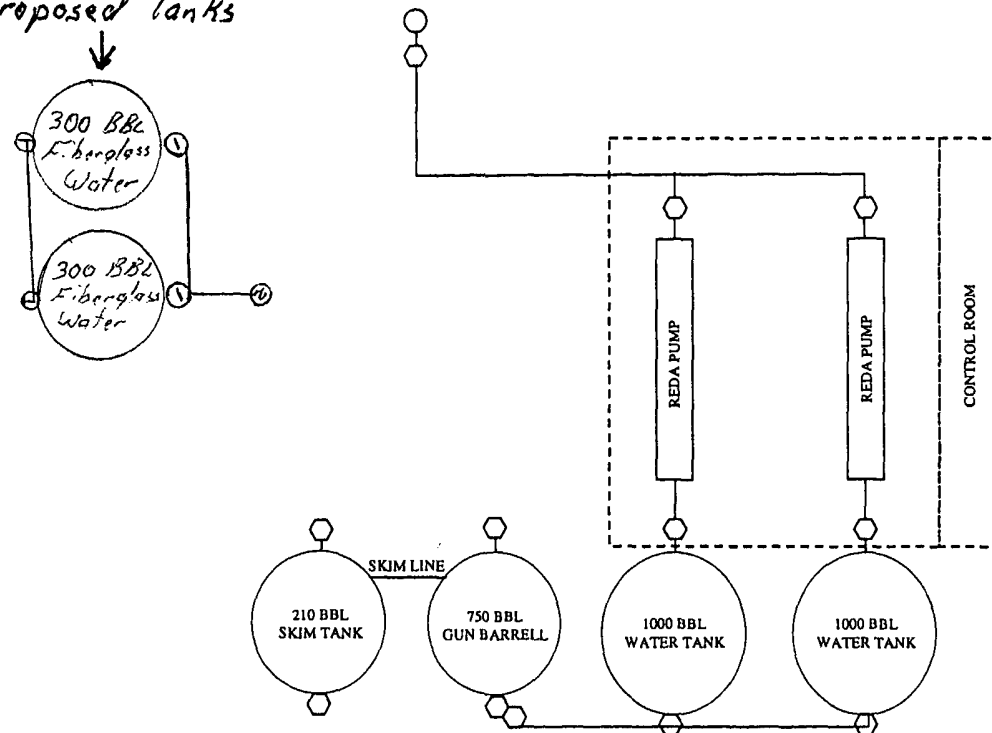 roposed Tanks
300 BBL
Fiberglass
Water
300 BBL
Fiberglass
Water
REDA PUMP
REDA PUMP
CONTROL ROOM
SKIM LINE
210 BBL
SKIM TANK
750 BBL
GUN BARRELL
1000 BBL
WATER TANK
1000 BBL
WATER TANK